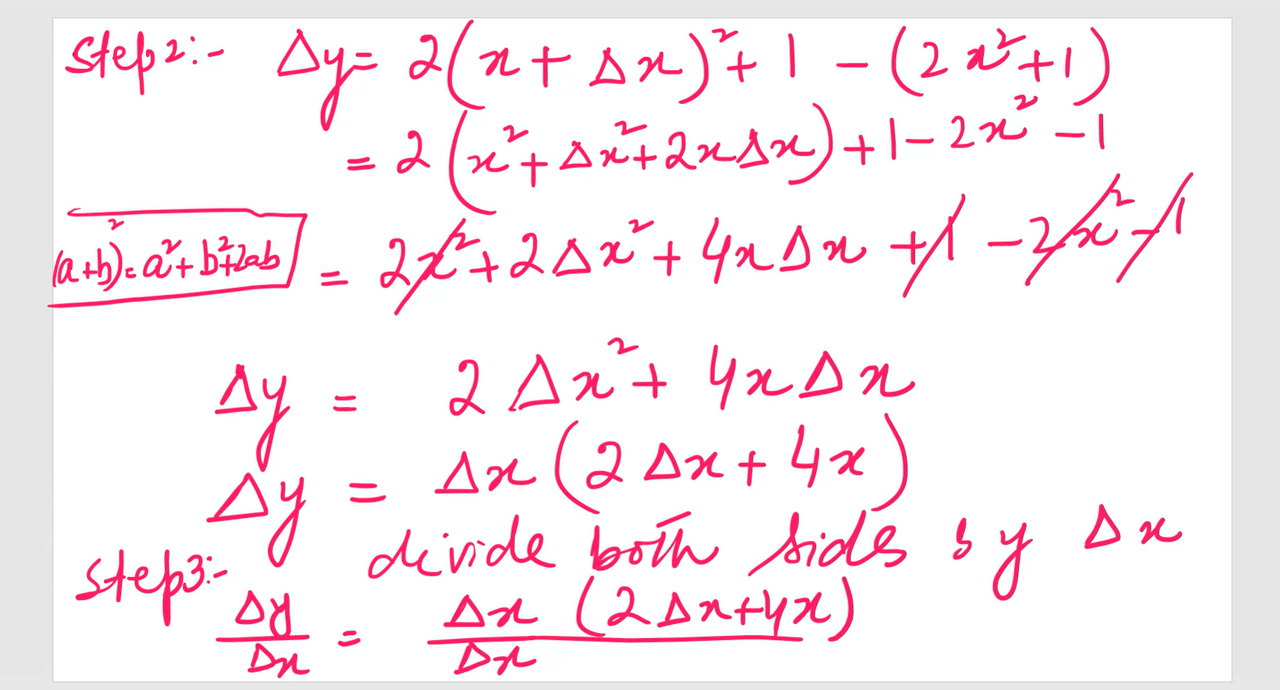 Step 2:- Δy = 2(x + Δx)² + 1 - (2x² + 1)
= 2(x² + Δx² + 2xΔx) + 1 - 2x² - 1
(a+b)² = a² + b² + 2ab
= 2x² + 2Δx² + 4xΔx + 1 - 2x² - 1
Δy = 2Δx² + 4xΔx
Δy = Δx(2Δx + 4x)
Step 3:- divide both sides by Δx
Δy/Δx = Δx(2Δx+4x)/Δx